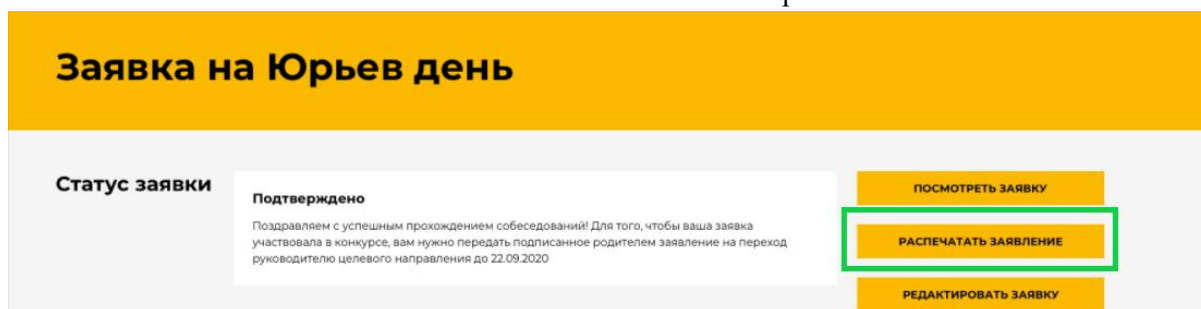 Заявка на Юрьев день
Статус заявки
Подтверждено
Поздравляем с успешным прохождением собеседований! Для того, чтобы ваша заявка
участвовала в конкурсе, вам нужно передать подписанное родителем заявление на переход
руководителю целевого направления до 22.09.2020
ПОСМОТРЕТЬ ЗАЯВКУ
РАСПЕЧАТАТЬ ЗАЯВЛЕНИЕ
РЕДАКТИРОВАТЬ ЗАЯВКУ